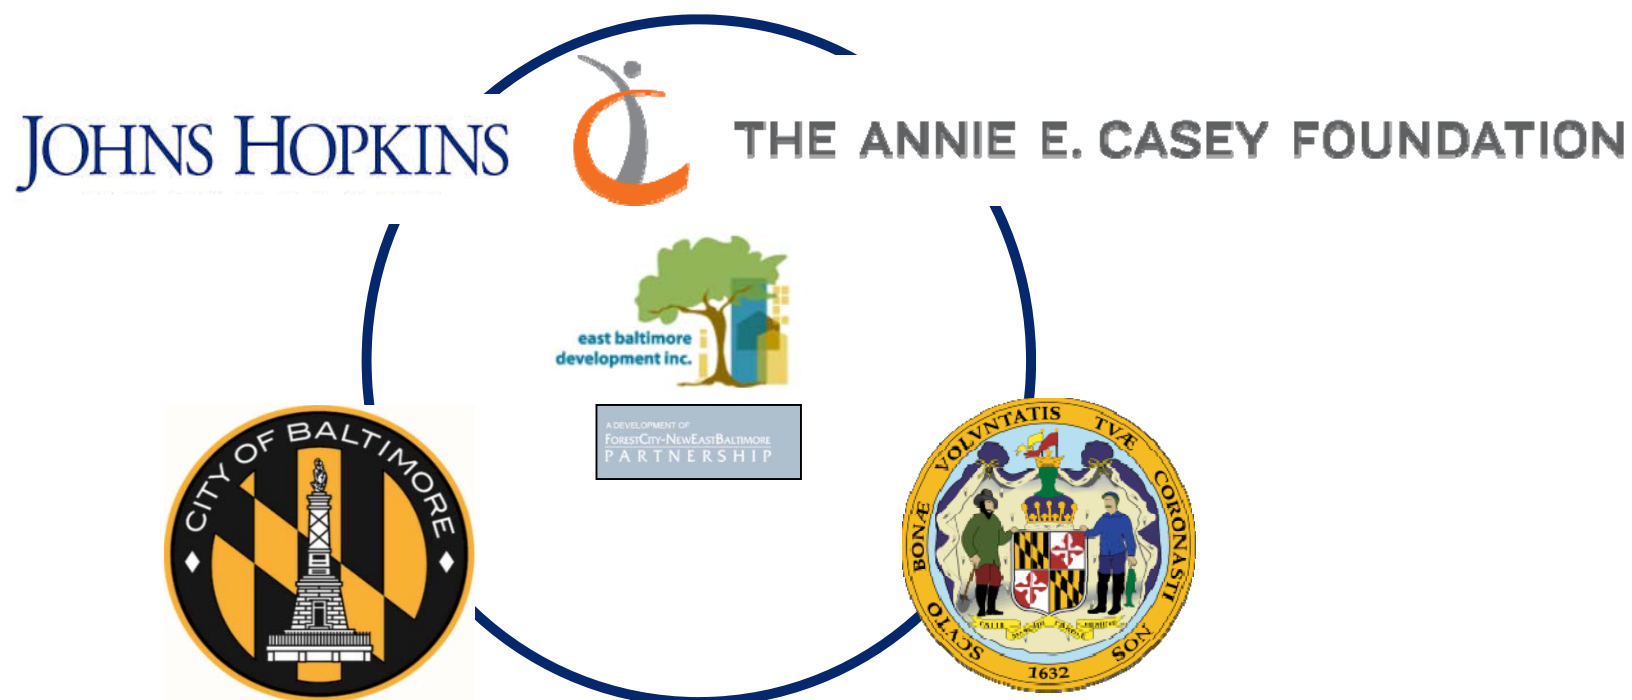 JOHNS HOPKINS
THE ANNIE E. CASEY FOUNDATION
east baltimore
development inc.
A DEVELOPMENT OF
FORESTCITY-NEWEASTBALTIMORE
PARTNERSHIP
CITY OF BALTIMORE
SCVTO BONÆ VOLVNTATIS TVÆ CORONASTI NOS
1632